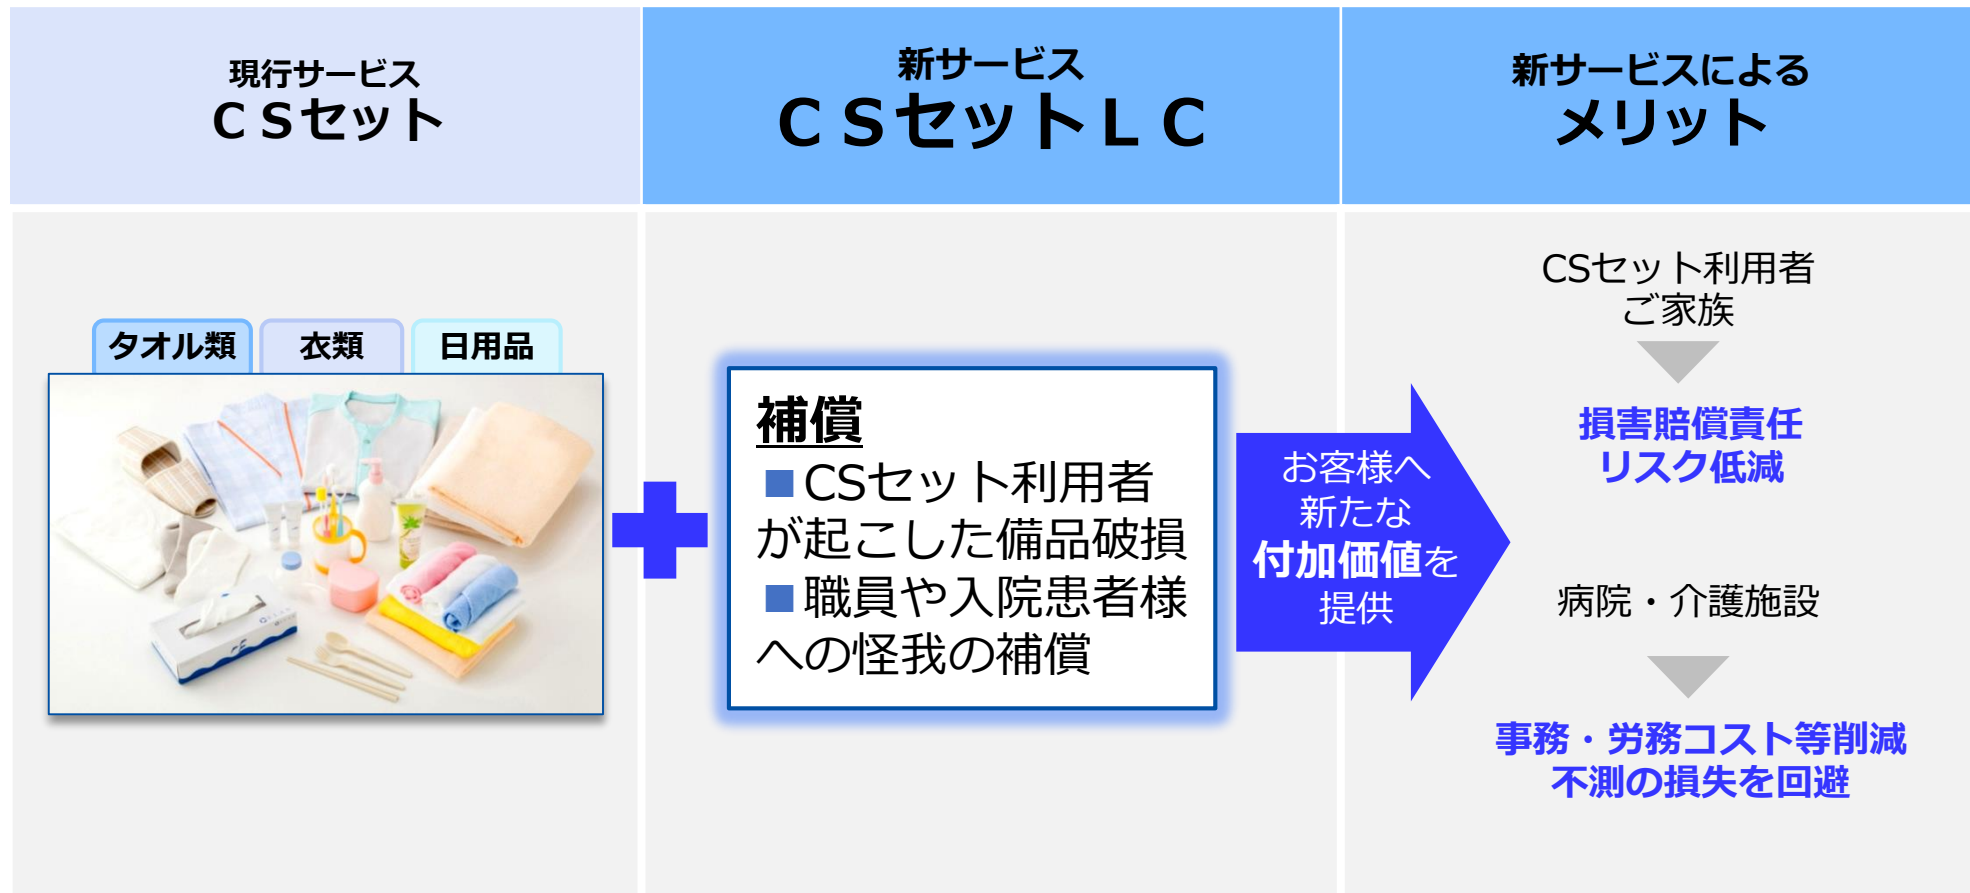 現行サービス
ＣＳセット
新サービス
ＣＳセットＬＣ
新サービスによる
メリット
タオル類
衣類
日用品
補償
■CSセット利用者
が起こした備品破損
■職員や入院患者様
への怪我の補償
お客様へ
新たな
付加価値を
提供
CSセット利用者
ご家族
損害賠償責任
リスク低減
病院・介護施設
事務・労務コスト等削減
不測の損失を回避